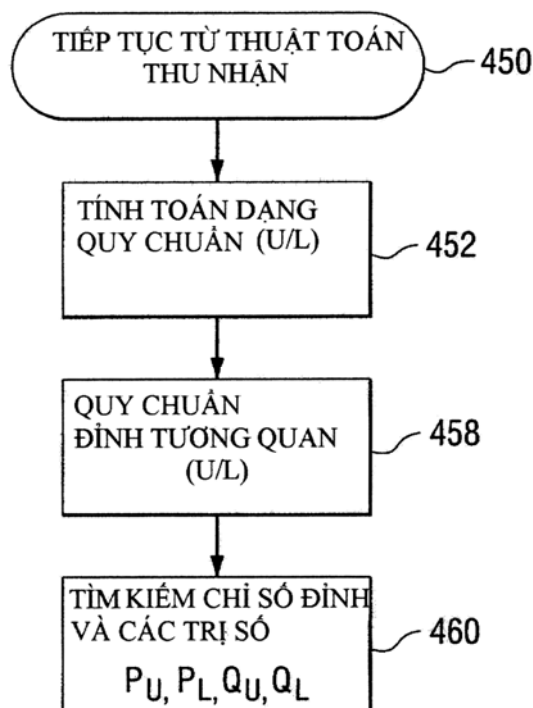 TIẾP TỤC TỪ THUẬT TOÁN
THU NHẬN
450
TÍNH TOÁN DẠNG
QUY CHUẨN (U/L)
452
QUY CHUẨN
ĐỈNH TƯƠNG QUAN
(U/L)
458
TÌM KIẾM CHỈ SỐ ĐỈNH
VÀ CÁC TRỊ SỐ
PU, PL, QU, QL
460